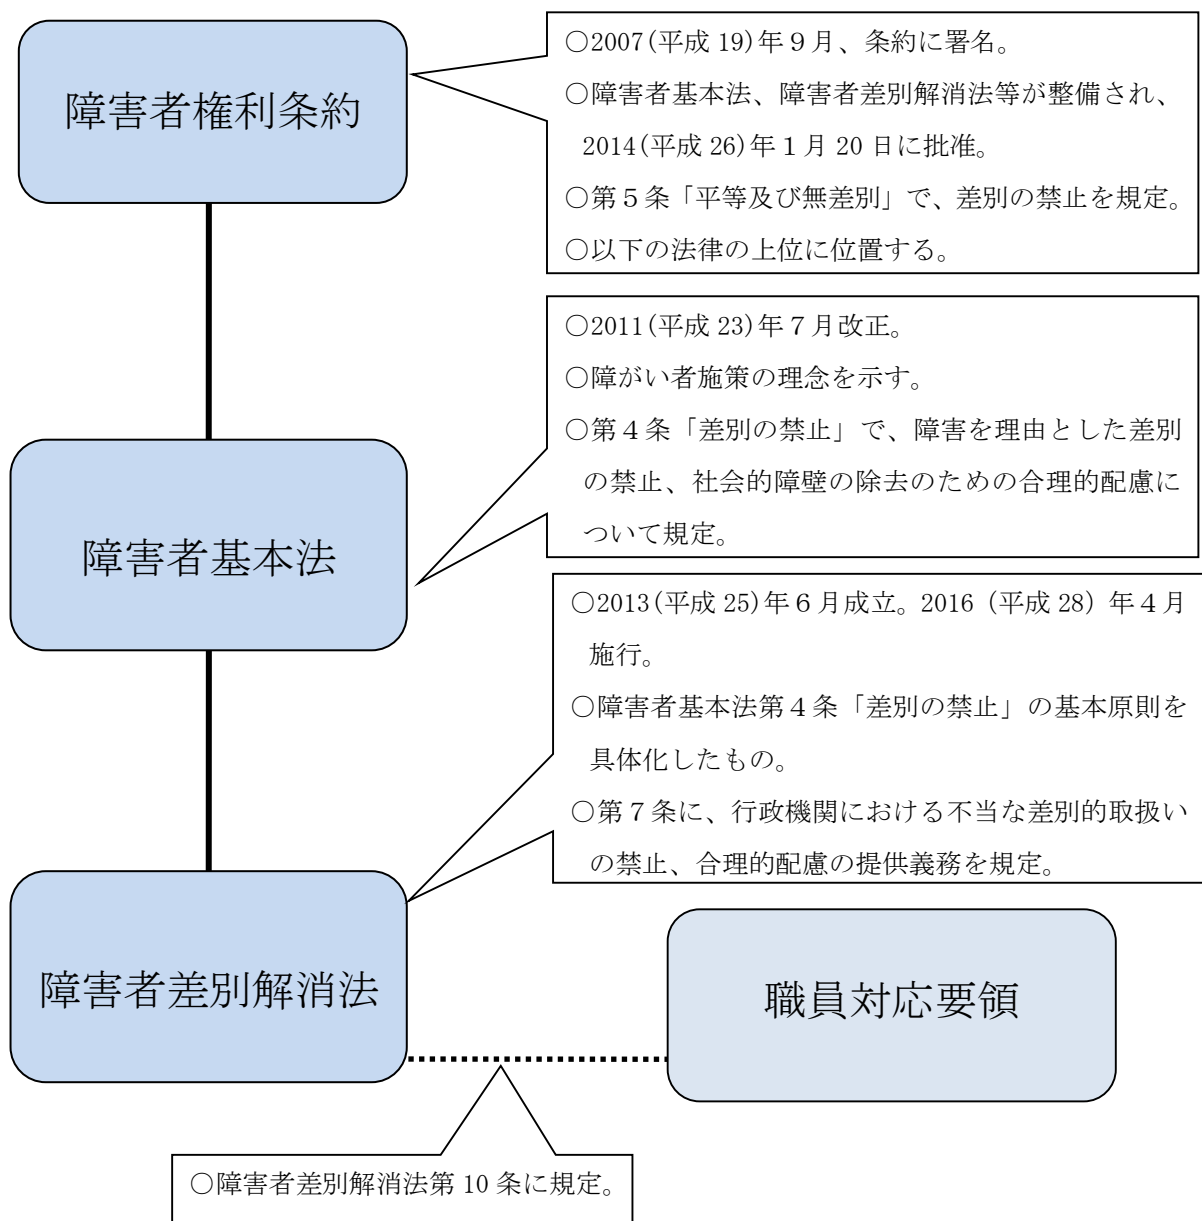 障害者権利条約
○2007(平成 19)年９月、条約に署名。
○障害者基本法、障害者差別解消法等が整備され、
2014(平成 26)年１月 20 日に批准。
○第５条「平等及び無差別」で、差別の禁止を規定。
○以下の法律の上位に位置する。
障害者基本法
○2011(平成 23)年７月改正。
○障がい者施策の理念を示す。
○第４条「差別の禁止」で、障害を理由とした差別
の禁止、社会的障壁の除去のための合理的配慮に
ついて規定。
障害者差別解消法
○2013(平成 25)年６月成立。2016（平成 28）年４月
施行。
○障害者基本法第４条「差別の禁止」の基本原則を
具体化したもの。
○第７条に、行政機関における不当な差別的取扱い
の禁止、合理的配慮の提供義務を規定。
職員対応要領
○障害者差別解消法第 10 条に規定。